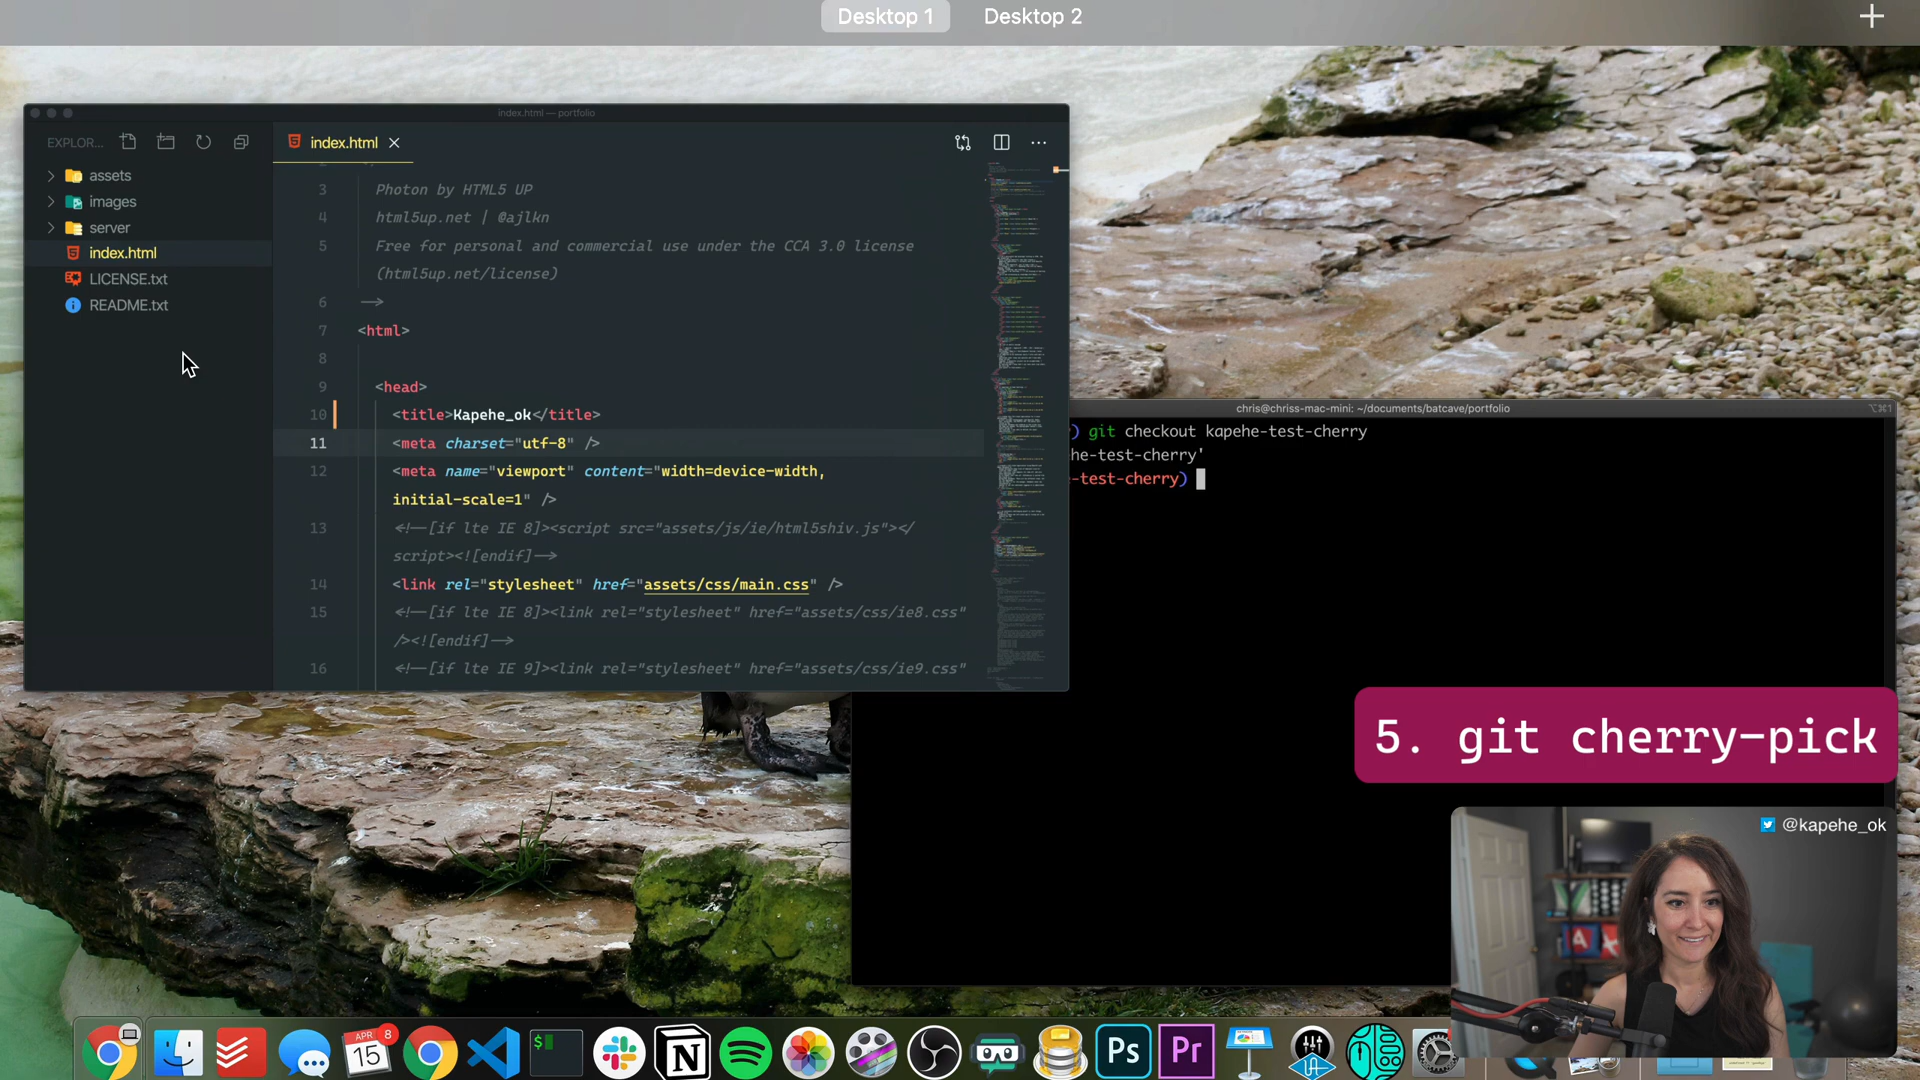 Desktop 1
Desktop 2
index.html — portfolio
EXPLOR...
index.html
assets
images
server
index.html
LICENSE.txt
README.txt
3 Photon by HTML5 UP
4 html5up.net | @ajlkn
5 Free for personal and commercial use under the CCA 3.0 license
(html5up.net/license)
6 -->
7 <html>
8
9 <head>
10 <title>Kapehe_ok</title>
11 <meta charset="utf-8" />
12 <meta name="viewport" content="width=device-width,
initial-scale=1" />
13 <!--[if lte IE 8]><script src="assets/js/ie/html5shiv.js"></
script><![endif]-->
14 <link rel="stylesheet" href="assets/css/main.css" />
15 <!--[if lte IE 8]><link rel="stylesheet" href="assets/css/ie8.css"
/><![endif]-->
16 <!--[if lte IE 9]><link rel="stylesheet" href="assets/css/ie9.css"
chris@chriss-mac-mini: ~/documents/batcave/portfolio
⌥⌘1
) git checkout kapehe-test-cherry
he-test-cherry'
-test-cherry)
5. git cherry-pick
@kapehe_ok
APR
8
15
$
Ps
Pr